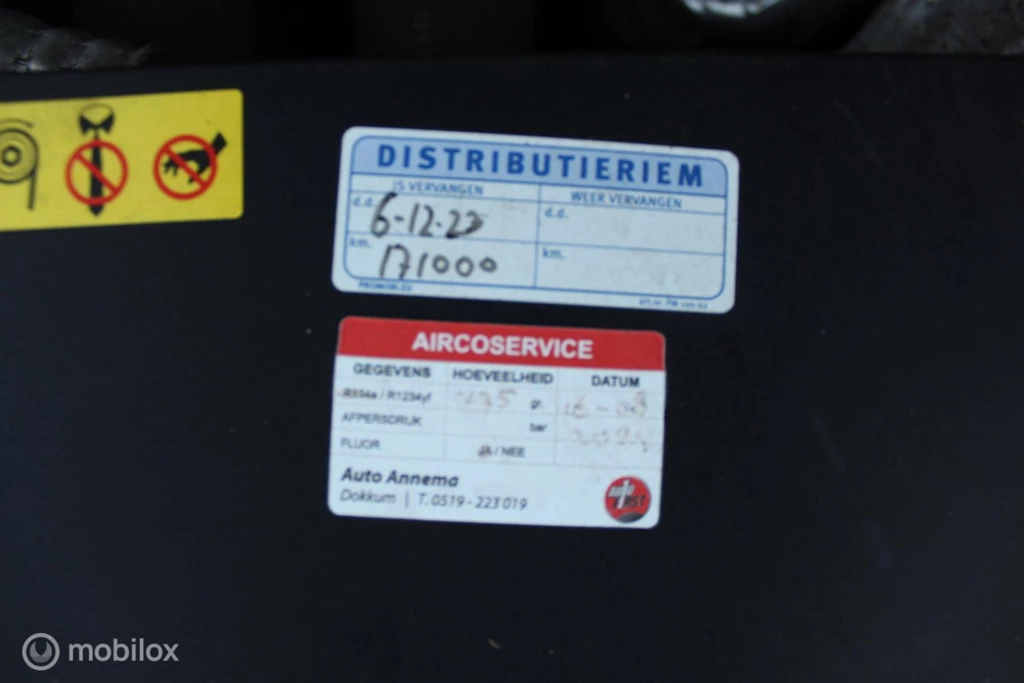 DISTRIBUTIERIEM
IS VERVANGEN
WEER VERVANGEN
d.d. 6-12-22
d.d.
km. 171000
km.
AIRCOSERVICE
GEGEVENS HOEVEELHEID DATUM
R134a / R1234yf gr.
AFPERSDRUK bar
FLUOR JA / NEE
Auto Annema
Dokkum | T. 0519 - 223 019
mobilox